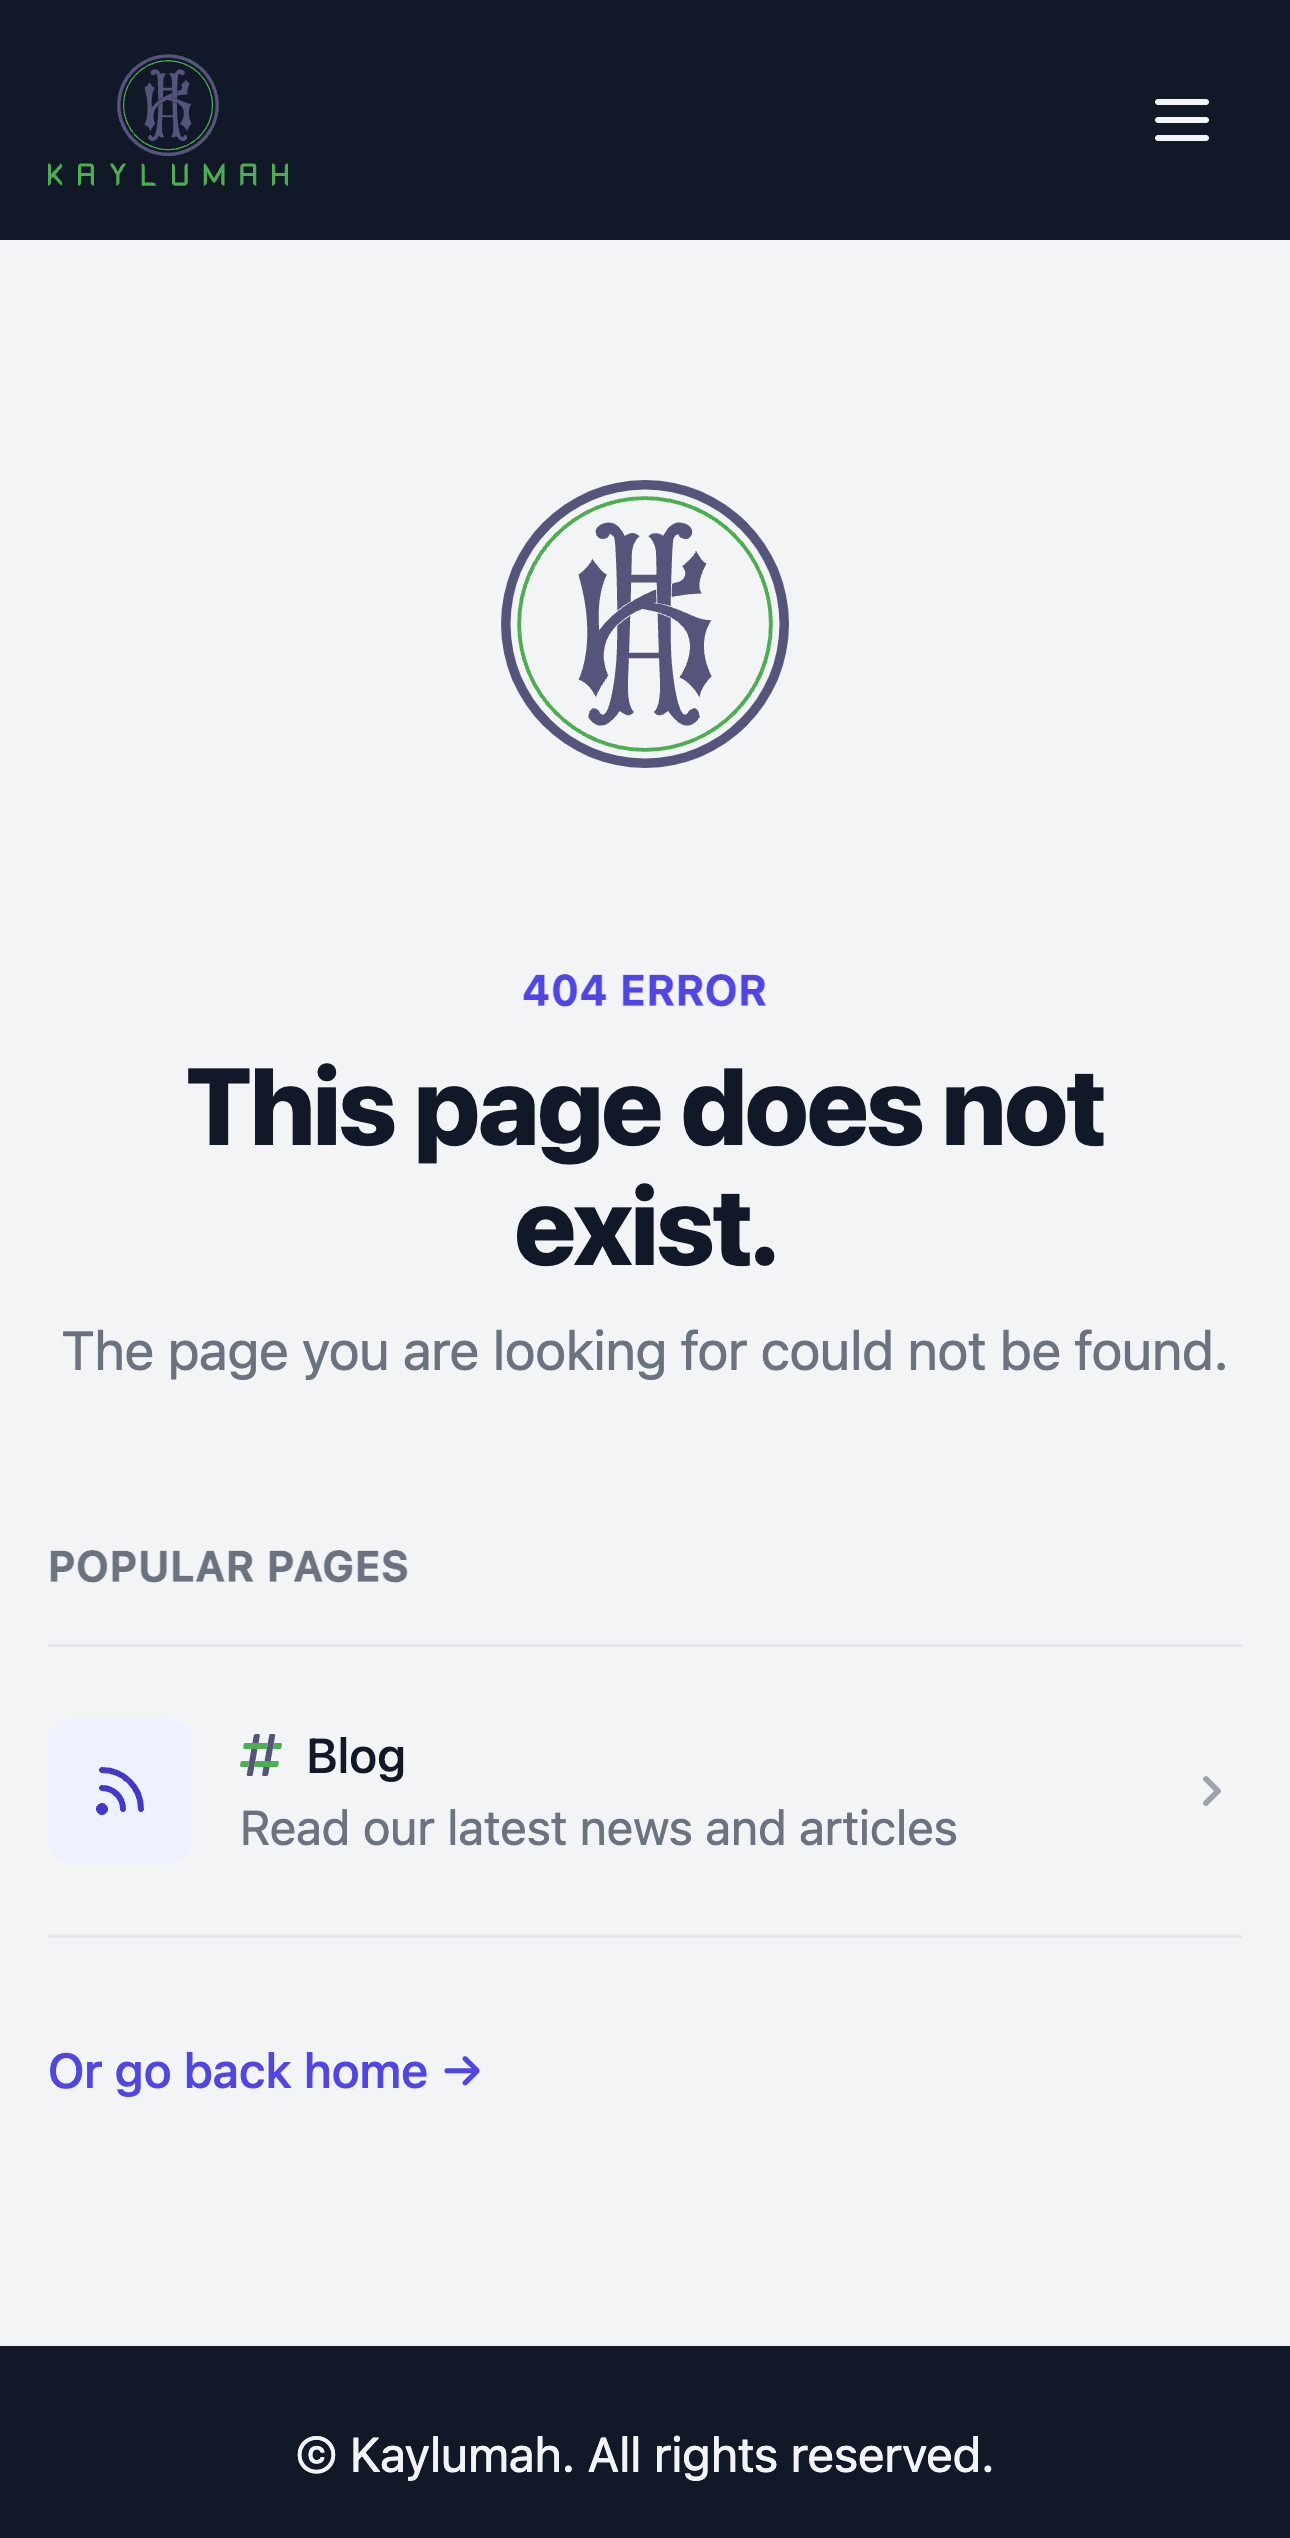 KAYLUMAH
404 ERROR
This page does not
exist.
The page you are looking for could not be found.
POPULAR PAGES
# Blog
Read our latest news and articles
Or go back home →
© Kaylumah. All rights reserved.